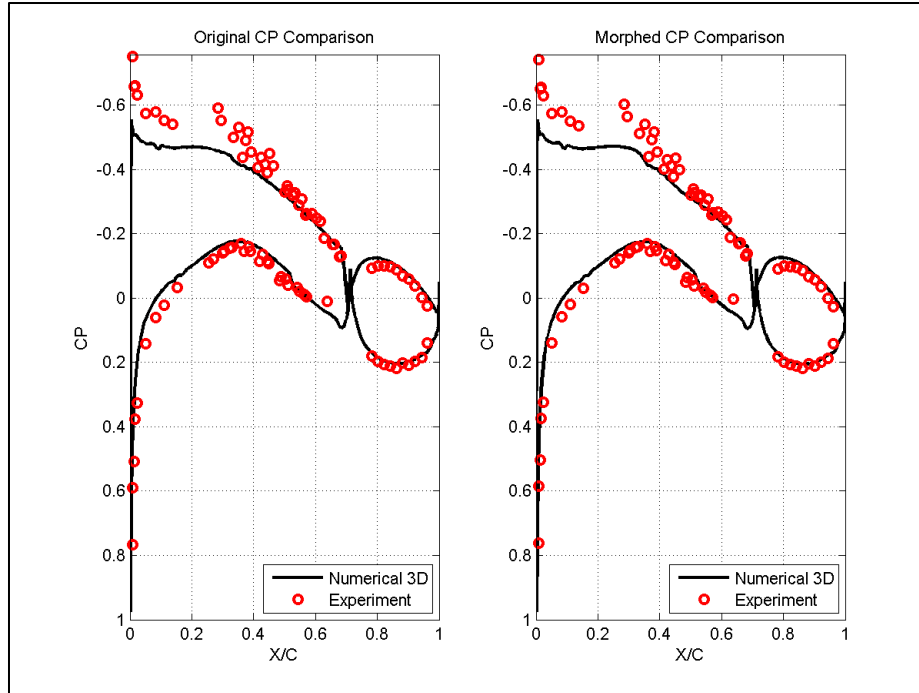 Original CP Comparison
CP
-0.6
-0.4
-0.2
0
0.2
0.4
0.6
0.8
1
0 0.2 0.4 0.6 0.8 1
X/C
Numerical 3D
Experiment
Morphed CP Comparison
CP
-0.6
-0.4
-0.2
0
0.2
0.4
0.6
0.8
1
0 0.2 0.4 0.6 0.8 1
X/C
Numerical 3D
Experiment